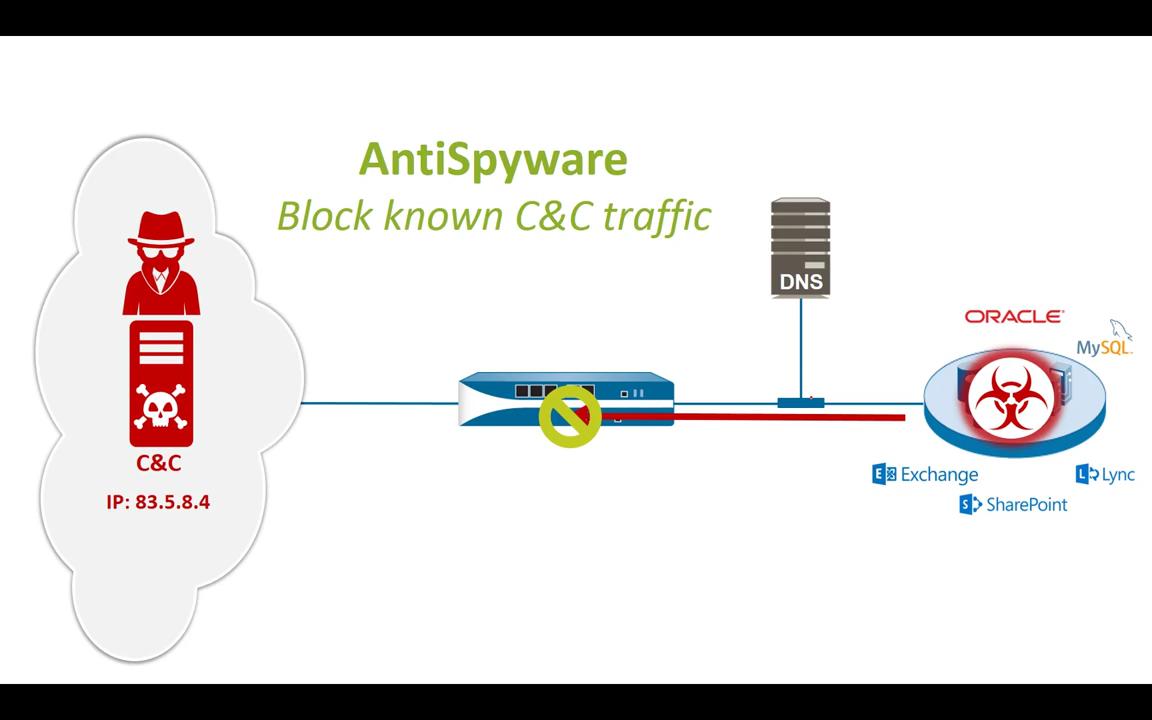 AntiSpyware
Block known C&C traffic
DNS
ORACLE
MySQL
C&C
IP: 83.5.8.4
E Exchange
L Lync
S SharePoint